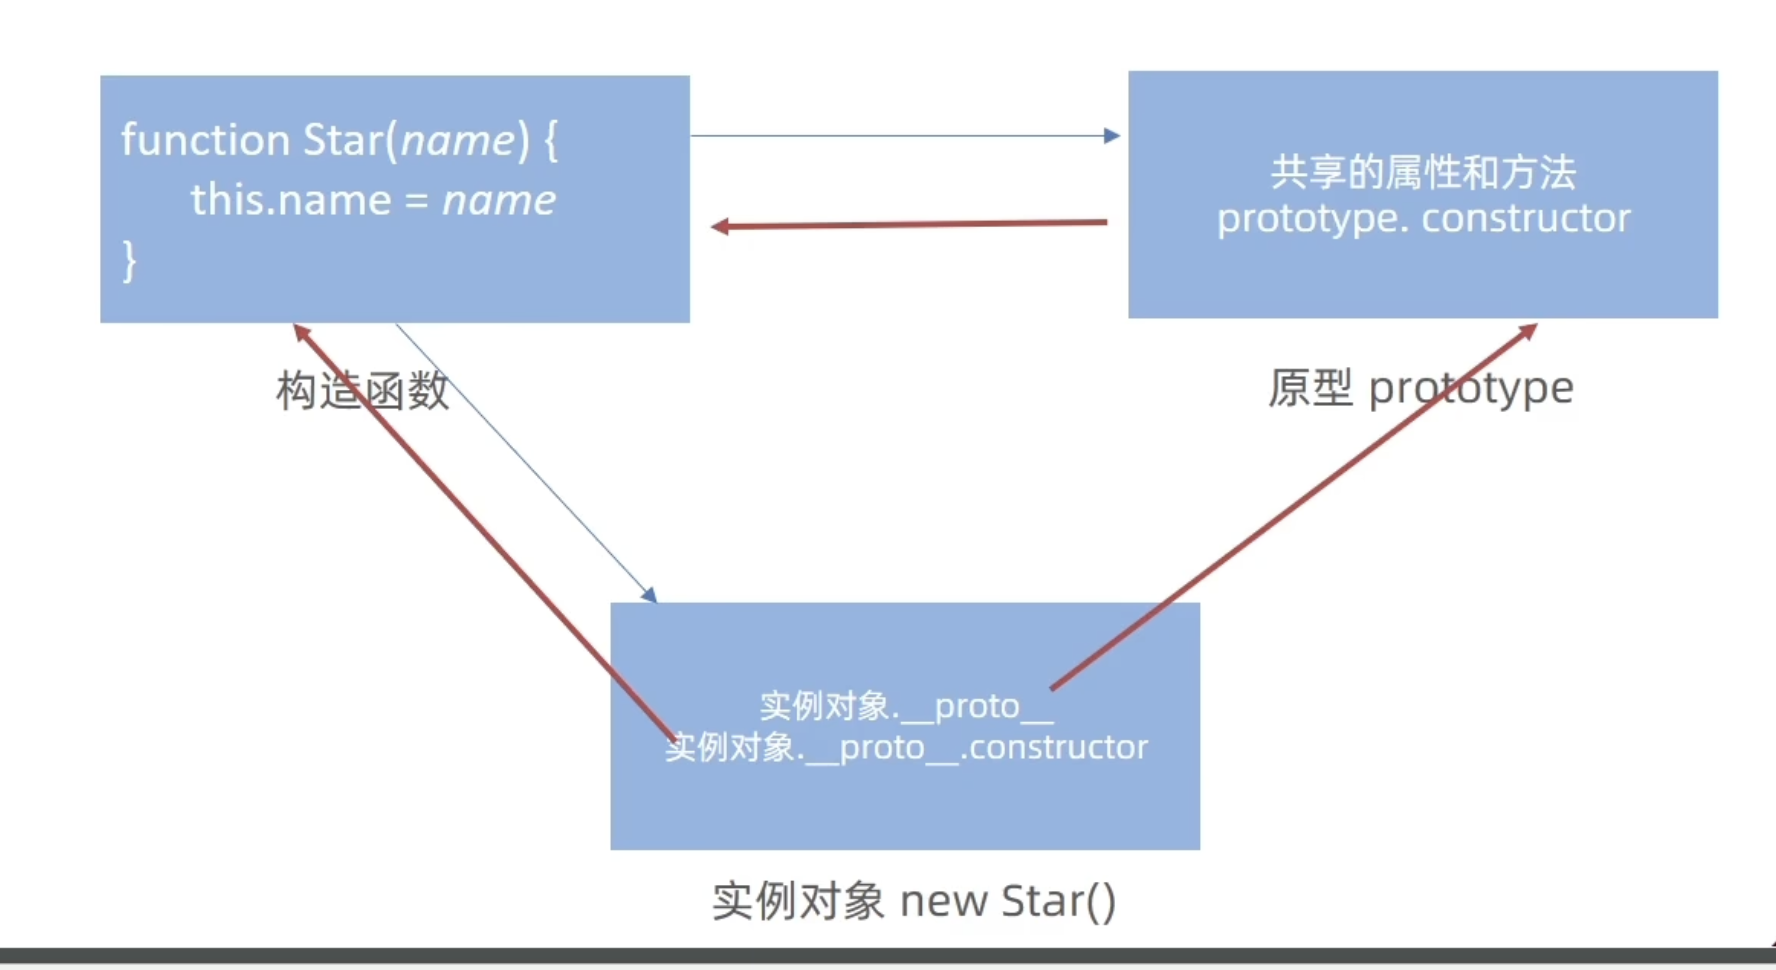 function Star(name) {
this.name = name
}
共享的属性和方法
prototype. constructor
构造函数
原型 prototype
实例对象.__proto__
实例对象.__proto__.constructor
实例对象 new Star()